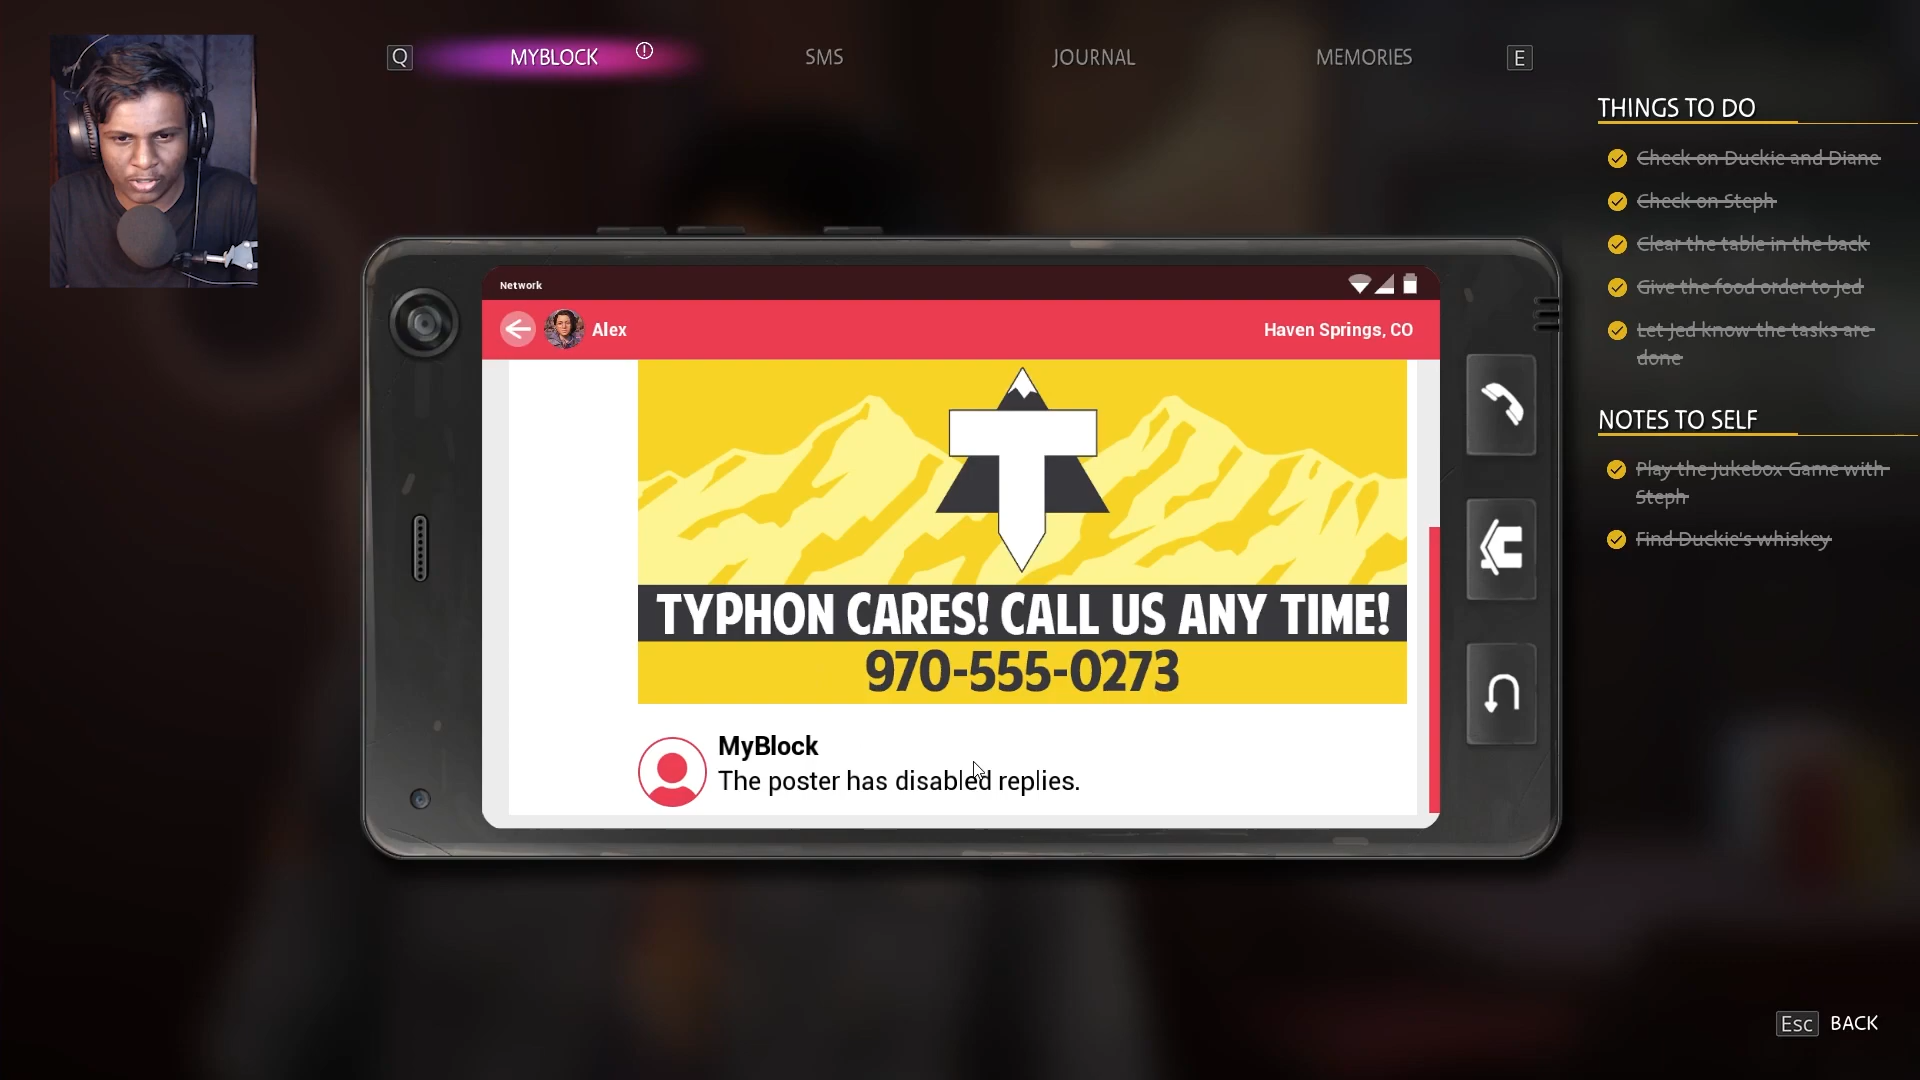 Q
MYBLOCK
SMS
JOURNAL
MEMORIES
E
THINGS TO DO
Check on Duckie and Diane
Check on Steph
Clear the table in the back
Give the food order to Jed
Let Jed know the tasks are
done
NOTES TO SELF
Play the Jukebox Game with
Steph
Find Duckie's whiskey
Network
Alex
Haven Springs, CO
T
TYPHON CARES! CALL US ANY TIME!
970-555-0273
MyBlock
The poster has disabled replies.
Esc BACK